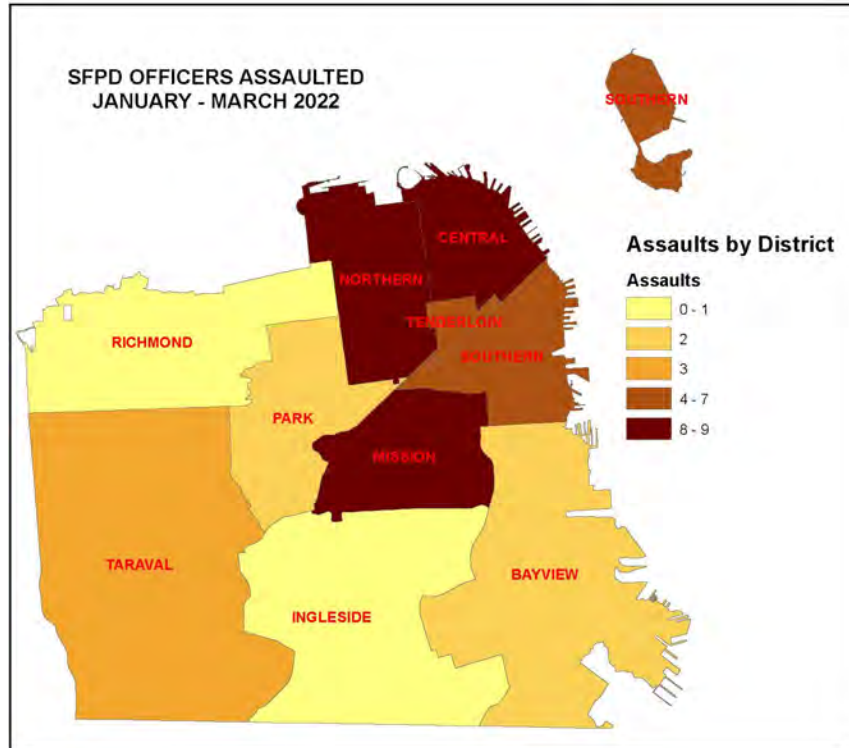 SFPD OFFICERS ASSAULTED
JANUARY - MARCH 2022
SOUTHERN
CENTRAL
NORTHERN
TENDERLOIN
SOUTHERN
RICHMOND
PARK
MISSION
TARAVAL
BAYVIEW
INGLESIDE
Assaults by District
Assaults
0 - 1
2
3
4 - 7
8 - 9